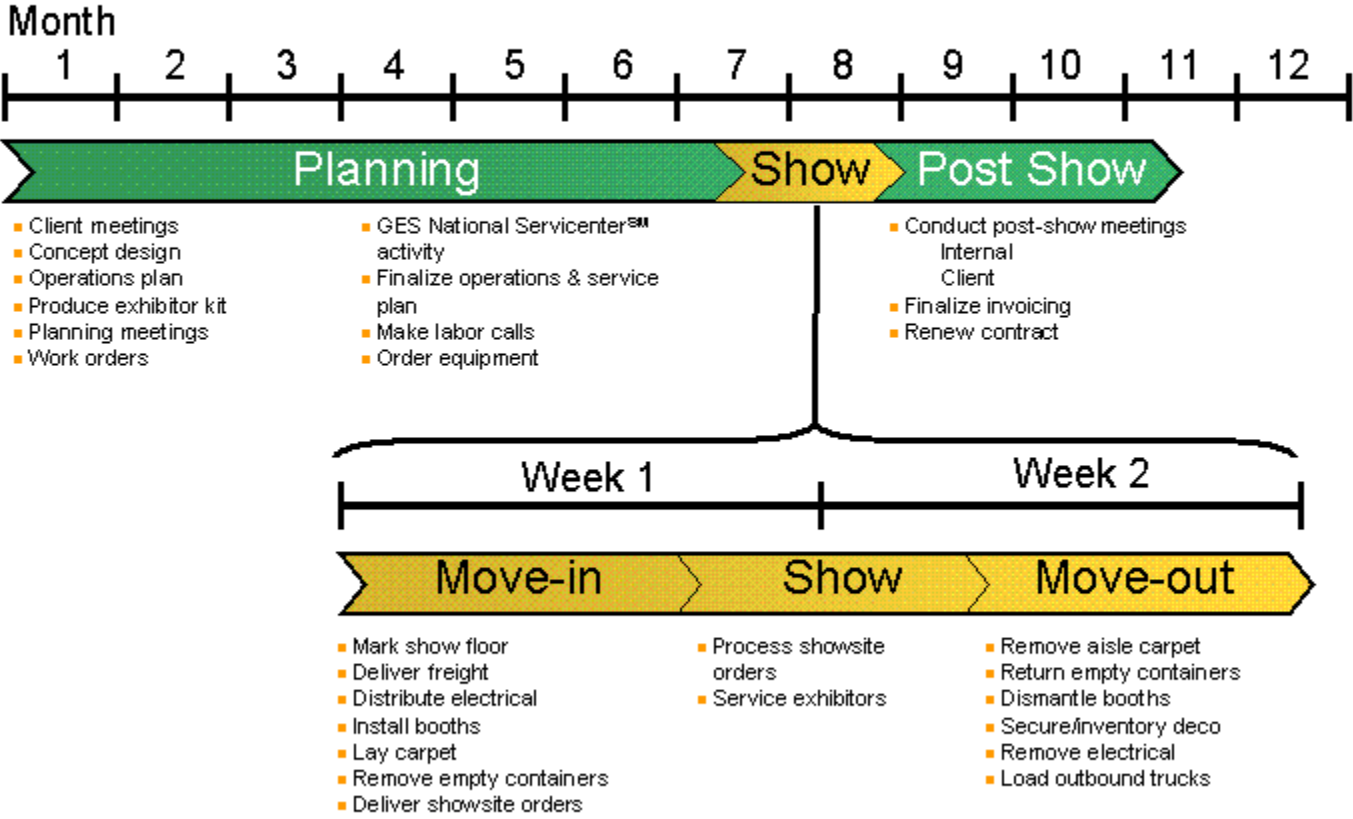 Month
1 2 3 4 5 6 7 8 9 10 11 12
Planning Show Post Show
Client meetings
Concept design
Operations plan
Produce exhibitor kit
Planning meetings
Work orders
GES National Servicenter℠
activity
Finalize operations & service
plan
Make labor calls
Order equipment
Conduct post-show meetings
Internal
Client
Finalize invoicing
Renew contract
Week 1 Week 2
Move-in Show Move-out
Mark show floor
Deliver freight
Distribute electrical
Install booths
Lay carpet
Remove empty containers
Deliver showsite orders
Process showsite
orders
Service exhibitors
Remove aisle carpet
Return empty containers
Dismantle booths
Secure/inventory deco
Remove electrical
Load outbound trucks